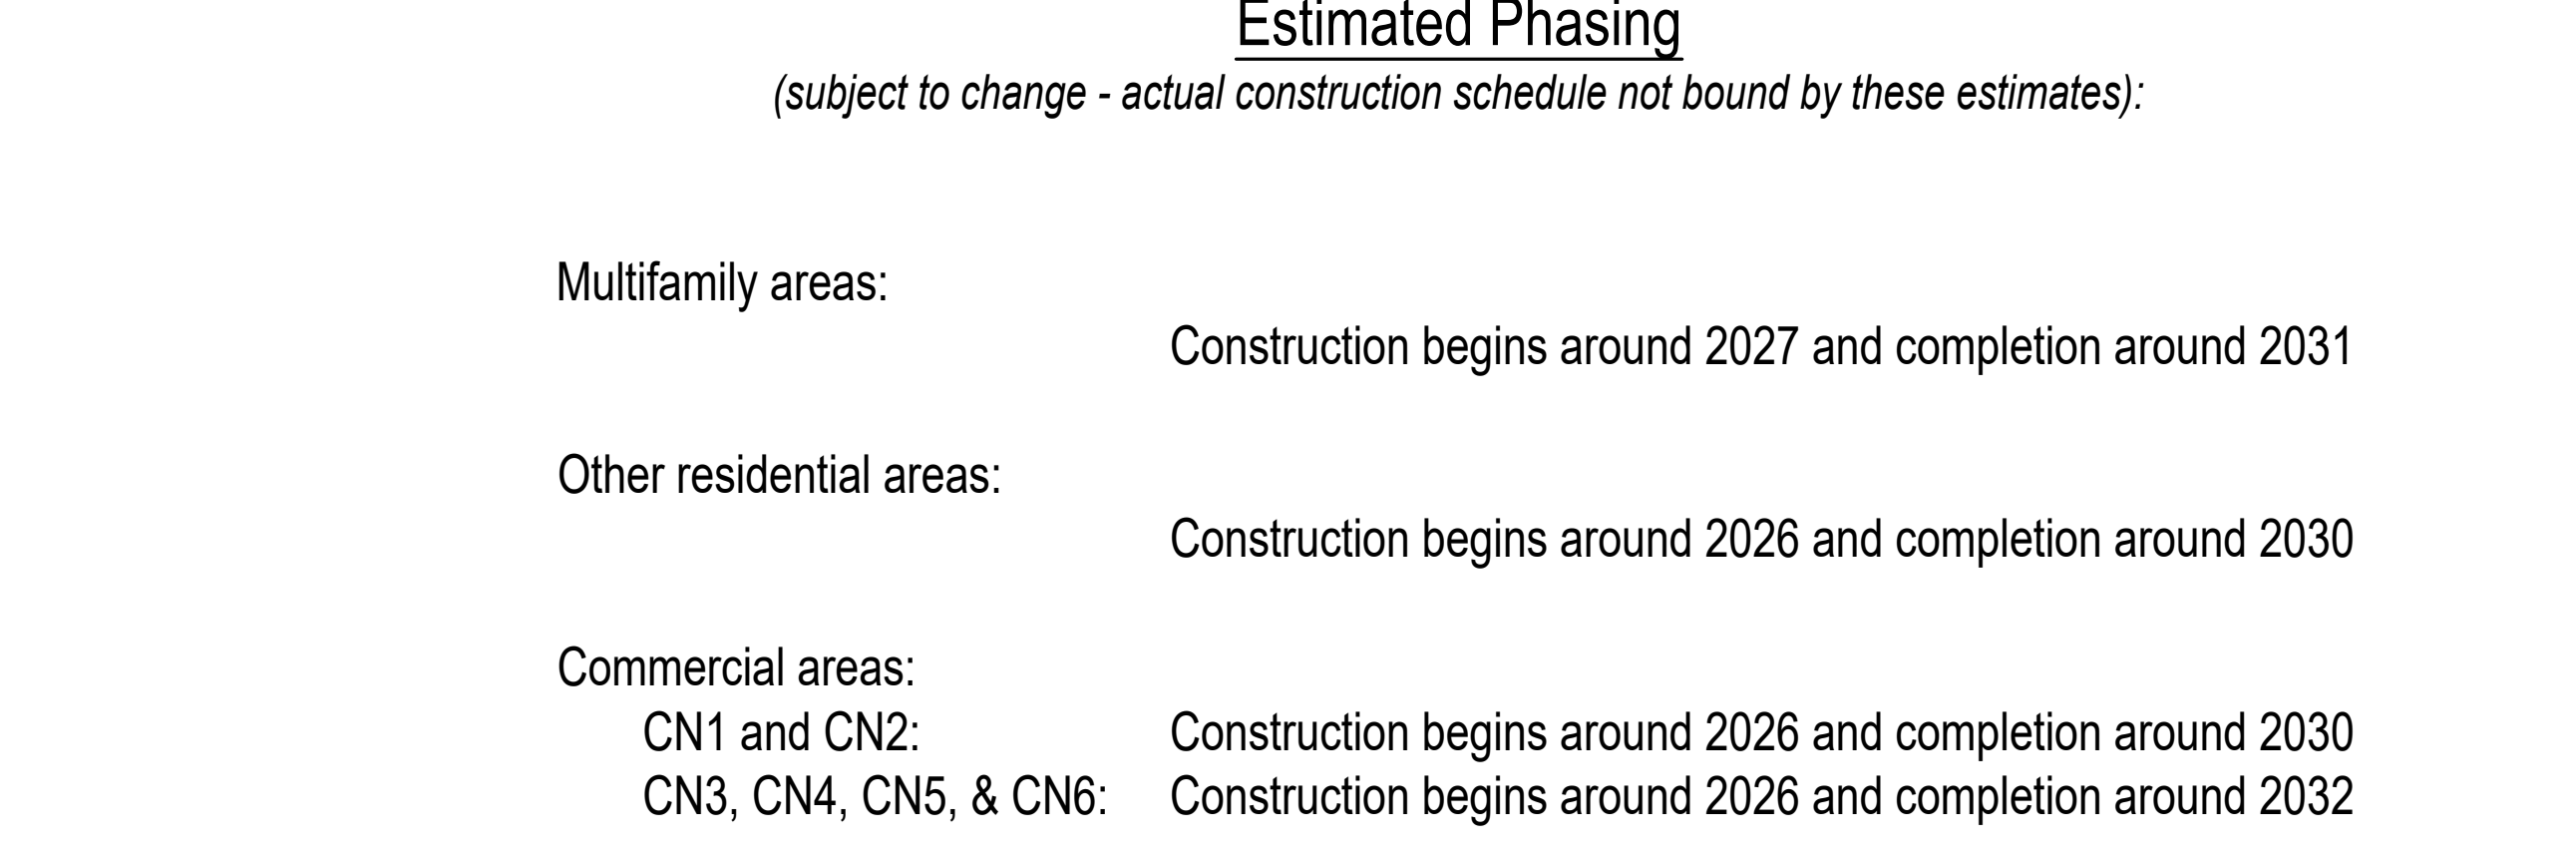 Estimated Phasing
(subject to change - actual construction schedule not bound by these estimates):
Multifamily areas:
Construction begins around 2027 and completion around 2031
Other residential areas:
Construction begins around 2026 and completion around 2030
Commercial areas:
CN1 and CN2: Construction begins around 2026 and completion around 2030
CN3, CN4, CN5, & CN6: Construction begins around 2026 and completion around 2032